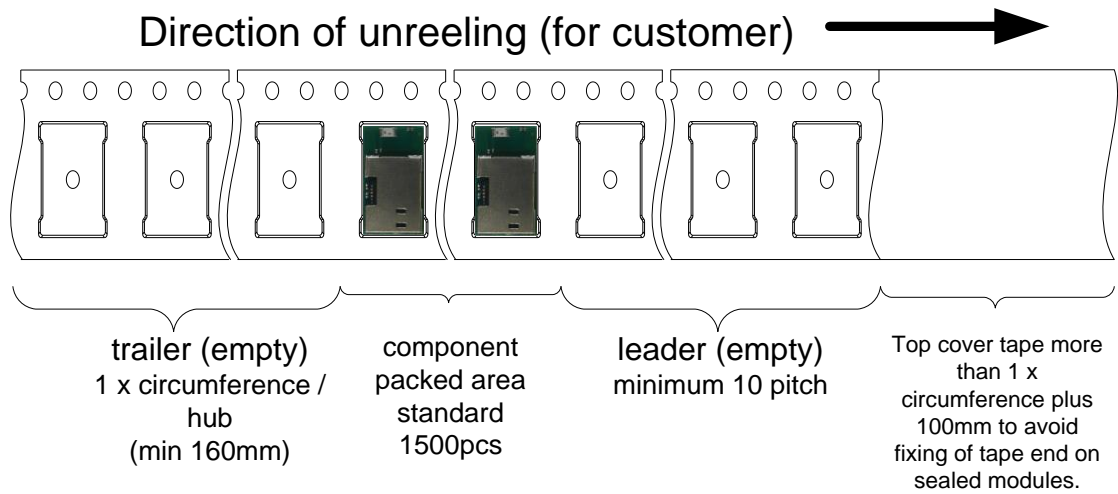 Direction of unreeling (for customer)
trailer (empty)
1 x circumference /
hub
(min 160mm)
component
packed area
standard
1500pcs
leader (empty)
minimum 10 pitch
Top cover tape more
than 1 x
circumference plus
100mm to avoid
fixing of tape end on
sealed modules.